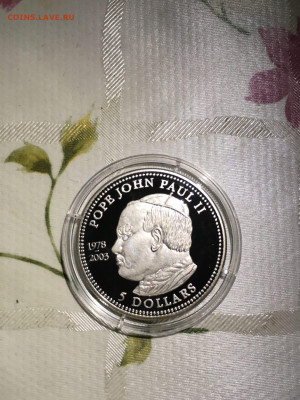 COINS-LAVE.RU
POPE JOHN PAUL II
1978
2003
5 DOLLARS